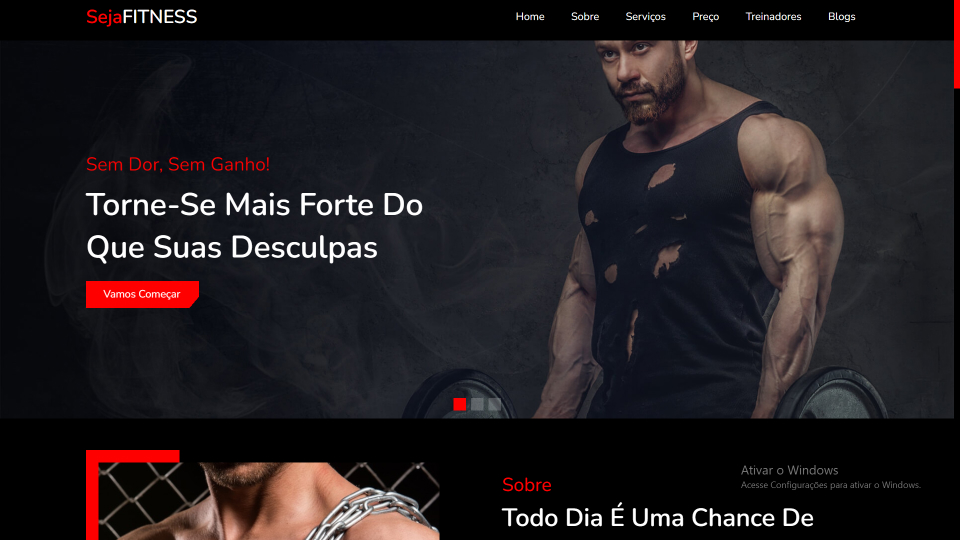 SejaFITNESS
Home Sobre Serviços Preço Treinadores Blogs
Sem Dor, Sem Ganho!
Torne-Se Mais Forte Do
Que Suas Desculpas
Vamos Começar
Sobre
Todo Dia É Uma Chance De
Ativar o Windows
Acesse Configurações para ativar o Windows.